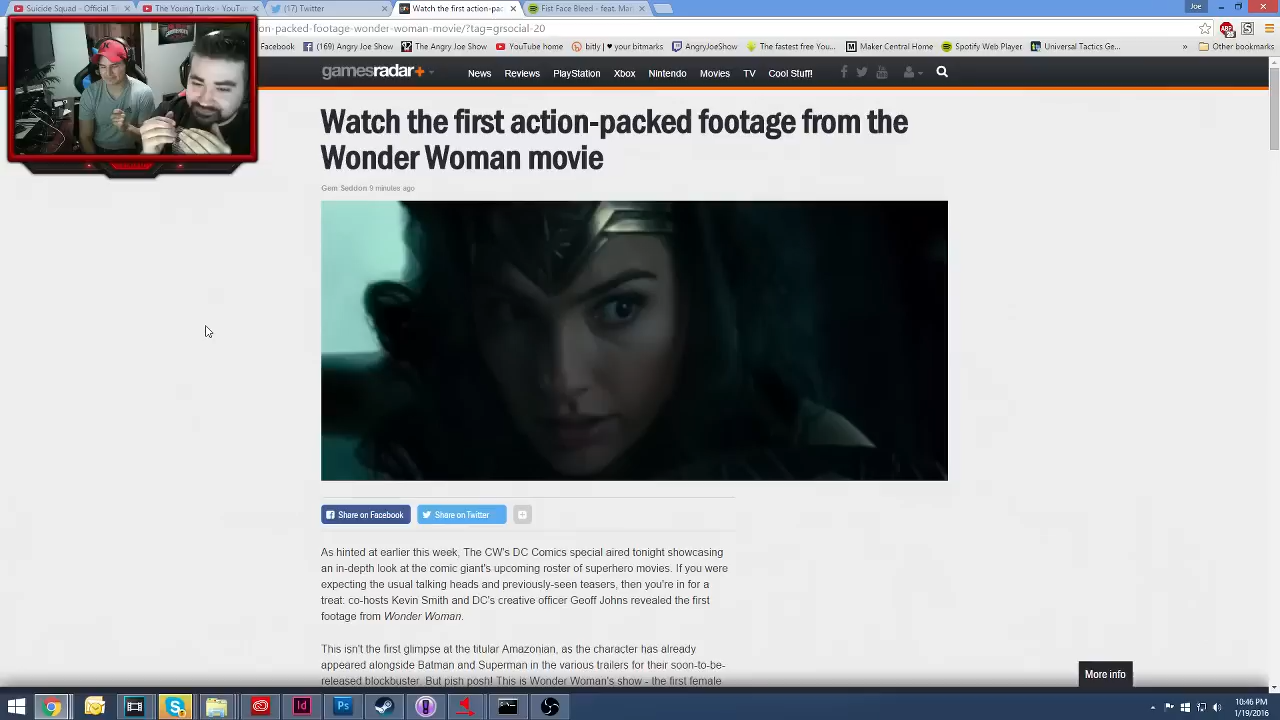 Suicide Squad - Official T
The Young Turks - YouTu
(17) Twitter
Watch the first action-pac
Fist Face Bleed - feat. Mar
Joe
-packed-footage-wonder-woman-movie/?tag=grsocial-20
Facebook
(169) Angry Joe Show
The Angry Joe Show
YouTube home
bitly | ♥ your bitmarks
AngryJoeShow
The fastest free You
Maker Central Home
Spotify Web Player
Universal Tactics Ge...
»
Other bookmarks
gamesradar+
News
Reviews
PlayStation
Xbox
Nintendo
Movies
TV
Cool Stuff!
Watch the first action-packed footage from the
Wonder Woman movie
Gem Seddon 9 minutes ago
Share on Facebook
Share on Twitter
As hinted at earlier this week, The CW's DC Comics special aired tonight showcasing
an in-depth look at the comic giant's upcoming roster of superhero movies. If you were
expecting the usual talking heads and previously-seen teasers, then you're in for a
treat: co-hosts Kevin Smith and DC's creative officer Geoff Johns revealed the first
footage from Wonder Woman.
This isn't the first glimpse at the titular Amazonian, as the character has already
appeared alongside Batman and Superman in the various trailers for their soon-to-be-
released blockbuster. But pish posh! This is Wonder Woman's show - the first female
More info
Id
Ps
10:46 PM
1/19/2016